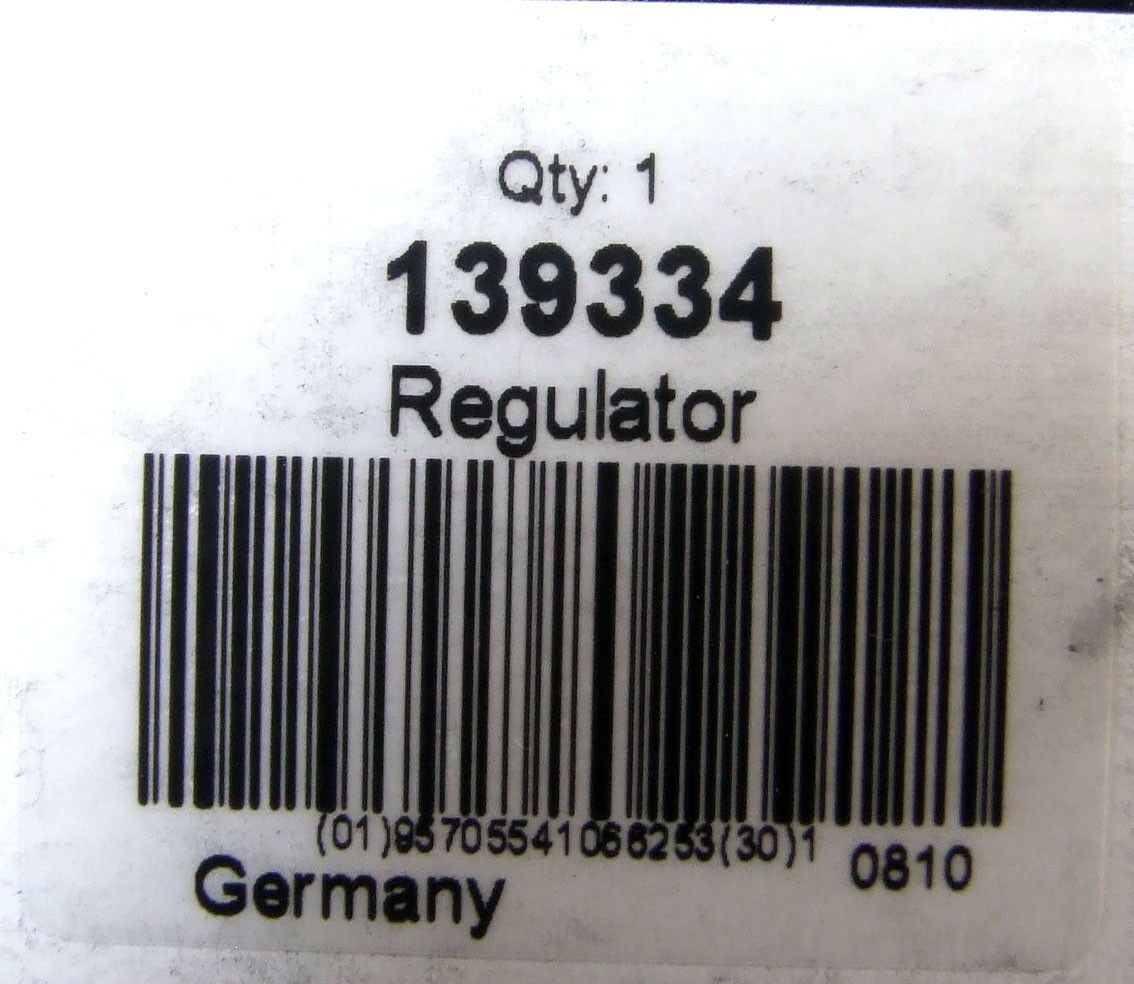 Qty: 1
139334
Regulator
(01)95705541066253(30)1
0810
Germany